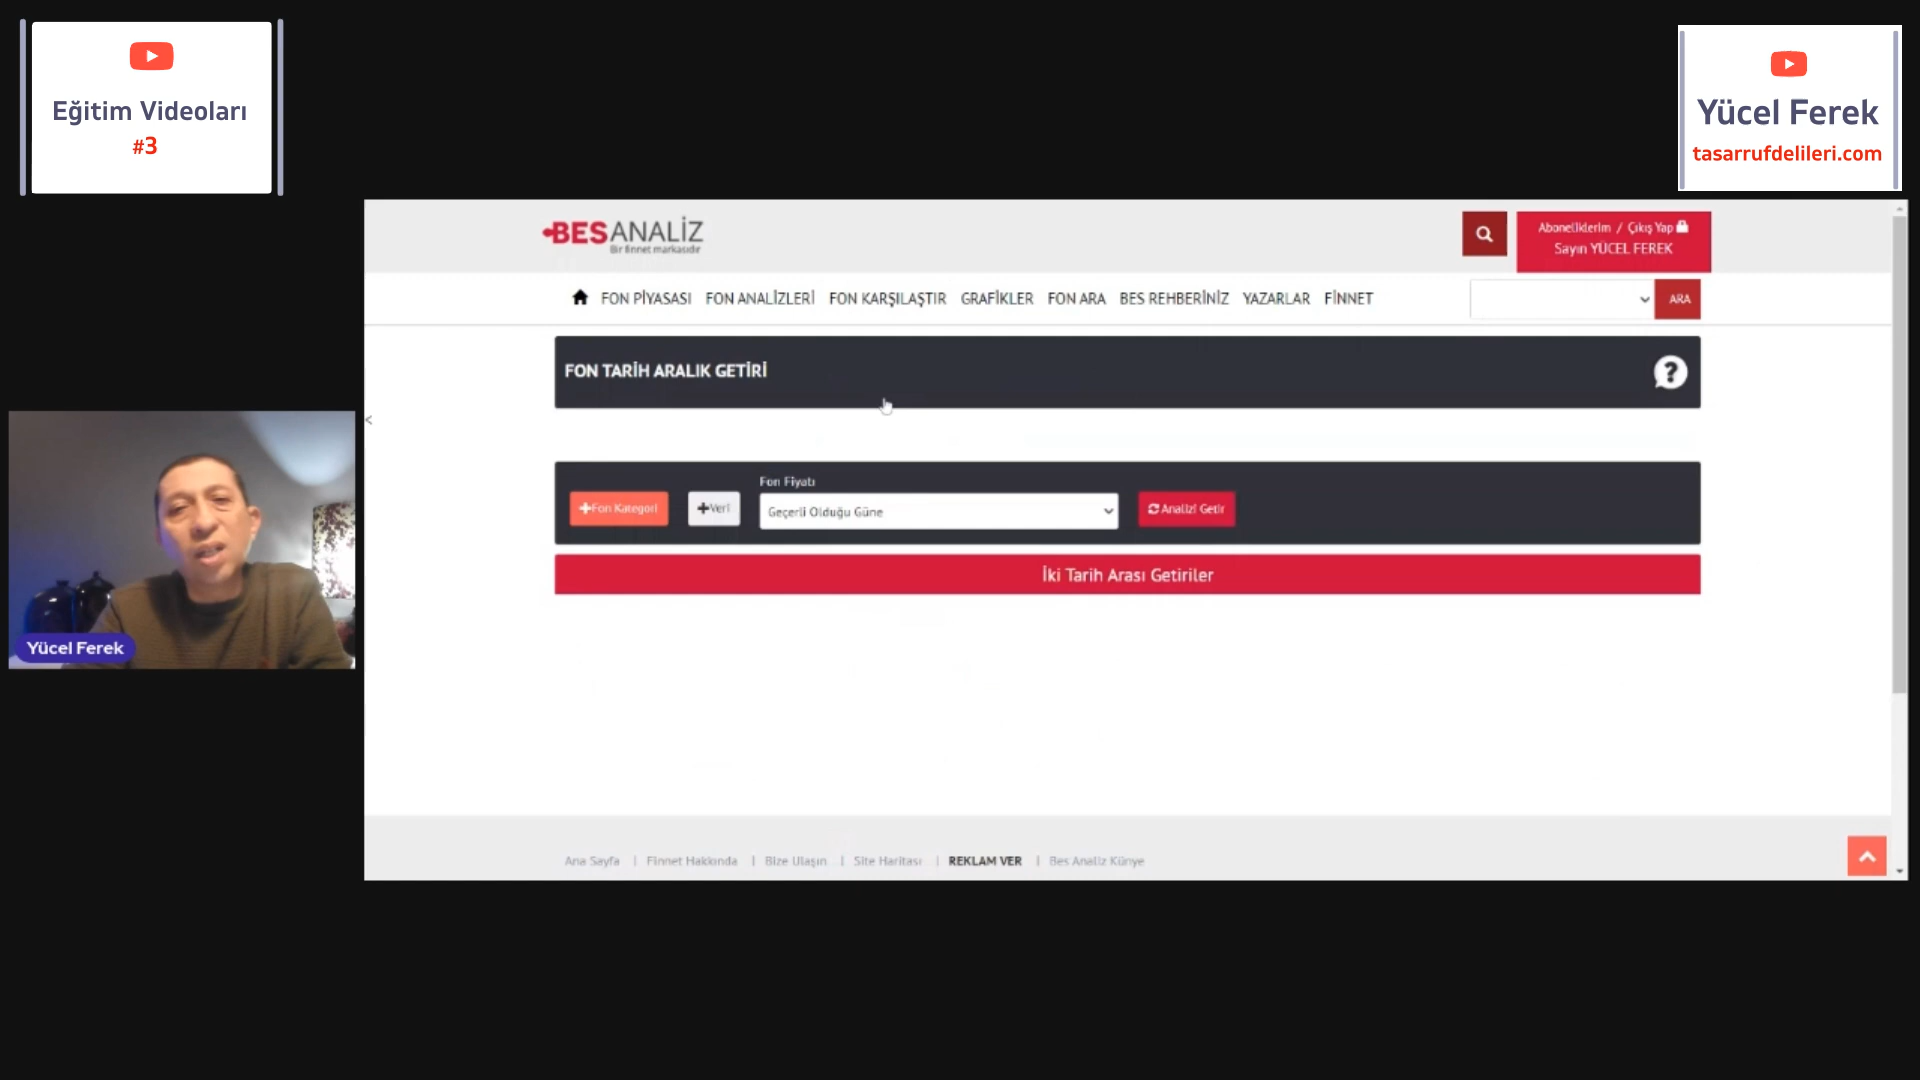 Eğitim Videoları
#3
Yücel Ferek
tasarrufdelileri.com
BESANALİZ
Bir finnet markasıdır
Aboneliklerim / Çıkış Yap
Sayın YÜCEL FEREK
FON PİYASASI FON ANALİZLERİ FON KARŞILAŞTIR GRAFİKLER FON ARA BES REHBERİNİZ YAZARLAR FİNNET
ARA
FON TARİH ARALIK GETİRİ
Fon Fiyatı
+Fon Kategori
+Veri
Geçerli Olduğu Güne
Analizi Getir
İki Tarih Arası Getiriler
Yücel Ferek
Ana Sayfa | Finnet Hakkında | Bize Ulaşın | Site Haritası | REKLAM VER | Bes Analiz Künye